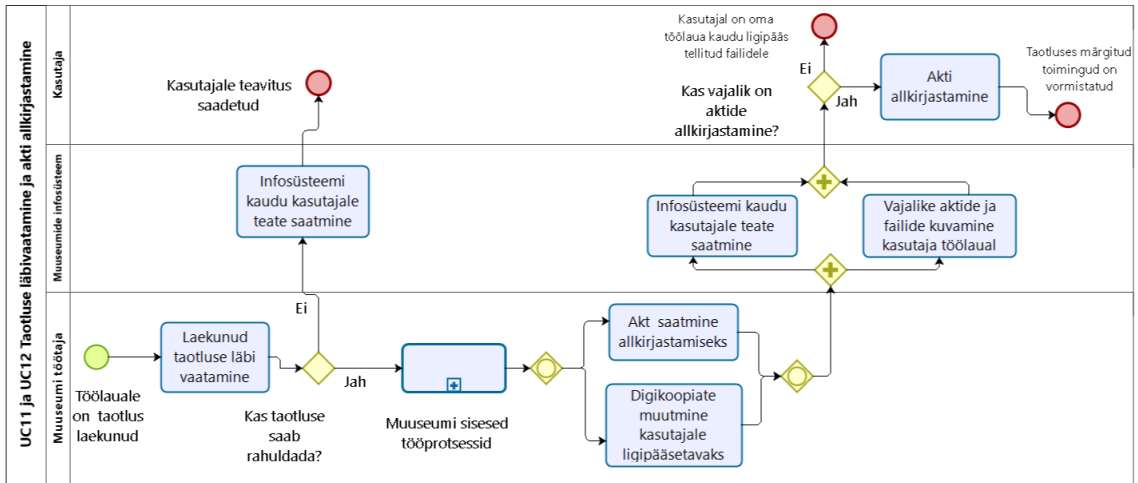 UC11 ja UC12 Taotluse läbivaatamine ja akti allkirjastamine
Kasutaja
Kasutajale teavitus
saadetud
Kasutajal on oma
töölaua kaudu ligipääs
tellitud failidele
Ei
Jah
Kas vajalik on
aktide
allkirjastamine?
Akti
allkirjastamine
Taotluses märgitud
toimingud on
vormistatud
Muuseumide infosüsteem
Infosüsteemi
kaudu kasutajale
teate saatmine
Infosüsteemi kaudu
kasutajale teate
saatmine
Vajalike aktide ja
failide kuvamine
kasutaja töölaual
Muuseumi töötaja
Töölauale
on taotlus
laekunud
Laekunud
taotluse läbi
vaatamine
Ei
Jah
Kas taotluse
saab
rahuldada?
Muuseumi sisesed
tööprotsessid
Akt saatmine
allkirjastamiseks
Digikoopiate
muutmine
kasutajale
ligipääsetavaks